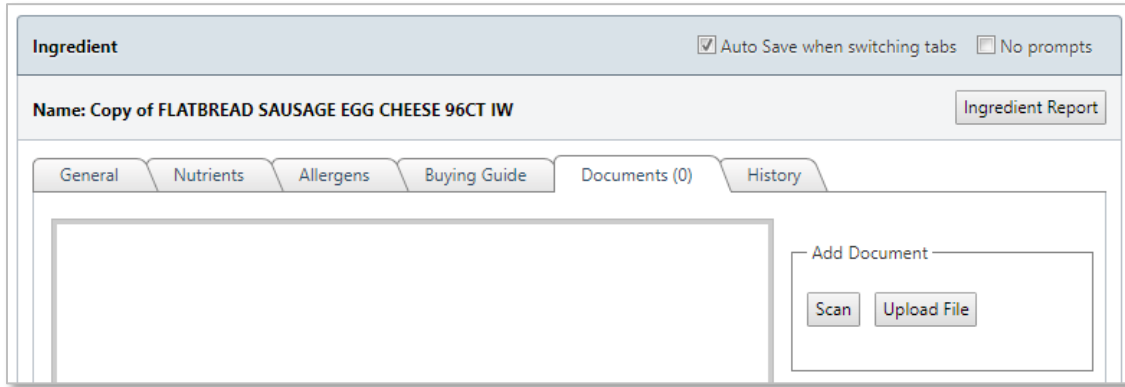 Ingredient
Auto Save when switching tabs
No prompts
Name: Copy of FLATBREAD SAUSAGE EGG CHEESE 96CT IW
Ingredient Report
General
Nutrients
Allergens
Buying Guide
Documents (0)
History
Add Document
Scan
Upload File